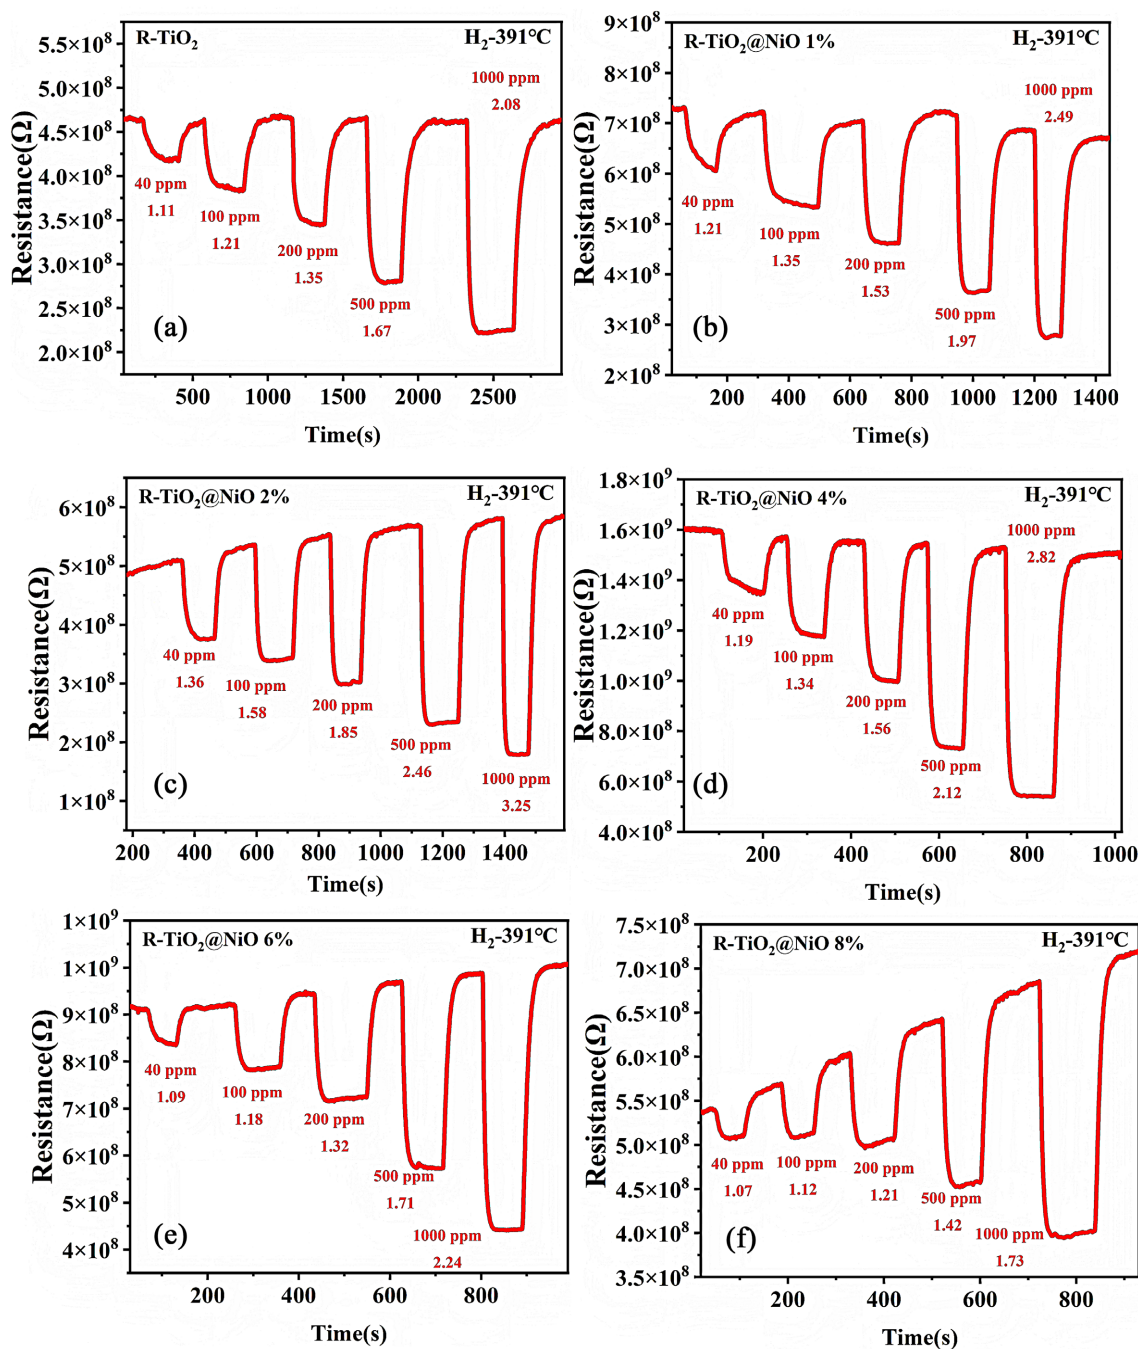 R-TiO₂
H₂-391°C
5.5×10⁸
5.0×10⁸
4.5×10⁸
4.0×10⁸
3.5×10⁸
3.0×10⁸
2.5×10⁸
2.0×10⁸
Resistance(Ω)
40 ppm
1.11
100 ppm
1.21
200 ppm
1.35
500 ppm
1.67
1000 ppm
2.08
(a)
500 1000 1500 2000 2500
Time(s)
R-TiO₂@NiO 1%
H₂-391°C
9×10⁸
8×10⁸
7×10⁸
6×10⁸
5×10⁸
4×10⁸
3×10⁸
2×10⁸
Resistance(Ω)
40 ppm
1.21
100 ppm
1.35
200 ppm
1.53
500 ppm
1.97
1000 ppm
2.49
(b)
200 400 600 800 1000 1200 1400
Time(s)
R-TiO₂@NiO 2%
H₂-391°C
6×10⁸
5×10⁸
4×10⁸
3×10⁸
2×10⁸
1×10⁸
Resistance(Ω)
40 ppm
1.36
100 ppm
1.58
200 ppm
1.85
500 ppm
2.46
1000 ppm
3.25
(c)
200 400 600 800 1000 1200 1400
Time(s)
R-TiO₂@NiO 4%
H₂-391°C
1.8×10⁹
1.6×10⁹
1.4×10⁹
1.2×10⁹
1.0×10⁹
8.0×10⁸
6.0×10⁸
4.0×10⁸
Resistance(Ω)
40 ppm
1.19
100 ppm
1.34
200 ppm
1.56
500 ppm
2.12
1000 ppm
2.82
(d)
200 400 600 800 1000
Time(s)
R-TiO₂@NiO 6%
H₂-391°C
1×10⁹
1×10⁹
9×10⁸
8×10⁸
7×10⁸
6×10⁸
5×10⁸
4×10⁸
Resistance(Ω)
40 ppm
1.09
100 ppm
1.18
200 ppm
1.32
500 ppm
1.71
1000 ppm
2.24
(e)
200 400 600 800
Time(s)
R-TiO₂@NiO 8%
H₂-391°C
7.5×10⁸
7.0×10⁸
6.5×10⁸
6.0×10⁸
5.5×10⁸
5.0×10⁸
4.5×10⁸
4.0×10⁸
3.5×10⁸
Resistance(Ω)
40 ppm
1.07
100 ppm
1.12
200 ppm
1.21
500 ppm
1.42
1000 ppm
1.73
(f)
200 400 600 800
Time(s)